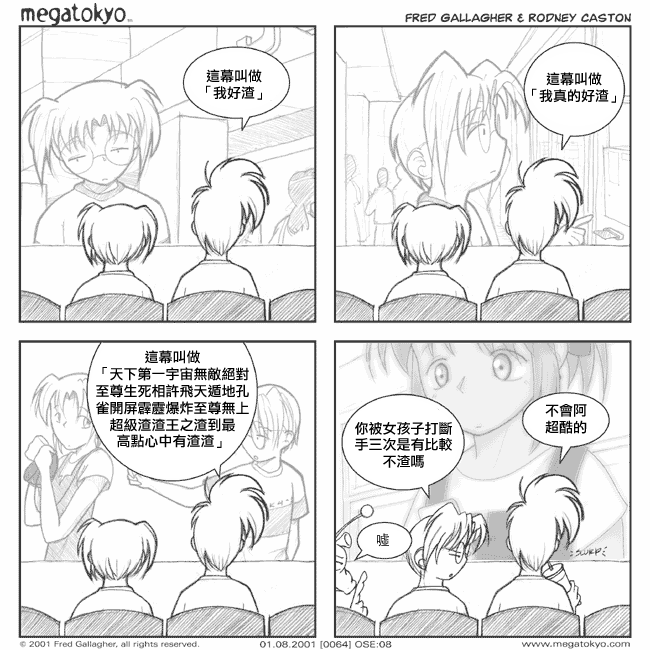 megatokyo
FRED GALLAGHER & RODNEY CASTON
這幕叫做
「我好渣」
這幕叫做
「我真的好渣」
這幕叫做
「天下第一宇宙無敵絕對
至尊生死相許飛天遁地孔
雀開屏霹靂爆炸至尊無上
超級渣渣王之渣到最
高點心中有渣渣」
你被女孩子打斷
手三次是有比較
不渣嗎
不會阿
超酷的
噓
:SLURP:
© 2001 Fred Gallagher, all rights reserved.
01.08.2001 [0064] OSE:08
www.megatokyo.com